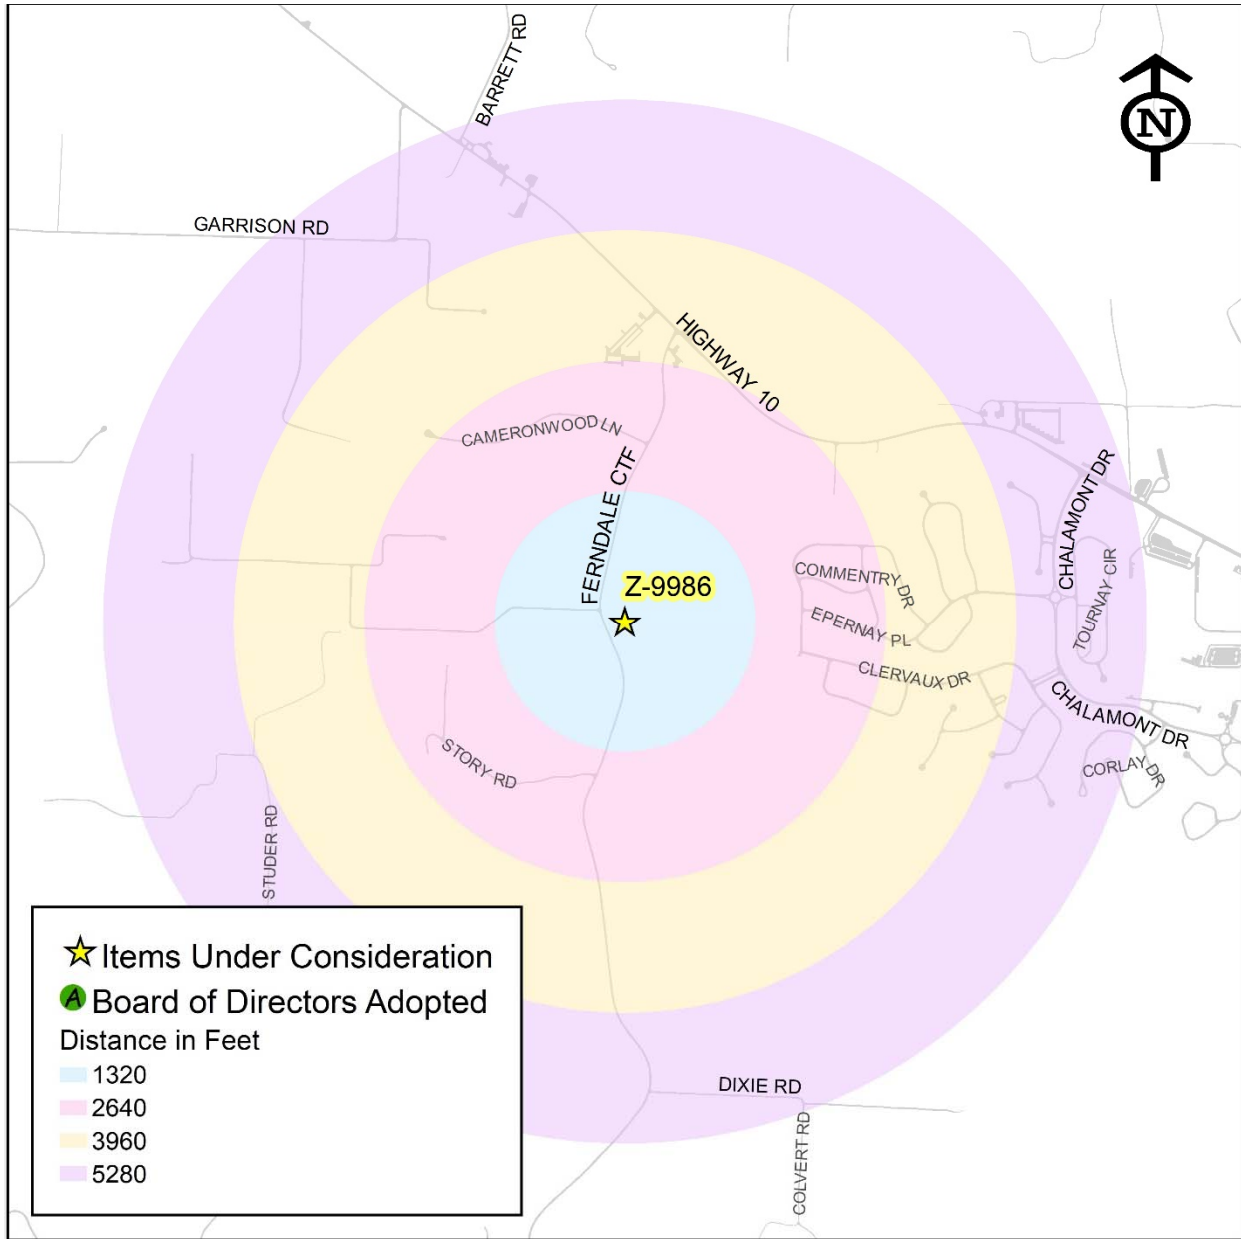 BARRETT RD
N
GARRISON RD
HIGHWAY 10
CAMERONWOOD LN
FERNDALE CTF
CHALAMONT DR
COMMENTRY DR
TOURNAY CIR
Z-9986
EPERNAY PL
CLERVAUX DR
CHALAMONT DR
STORY RD
CORLAY DR
STUDER RD
Items Under Consideration
A Board of Directors Adopted
Distance in Feet
1320
2640
3960
5280
DIXIE RD
COLVERT RD